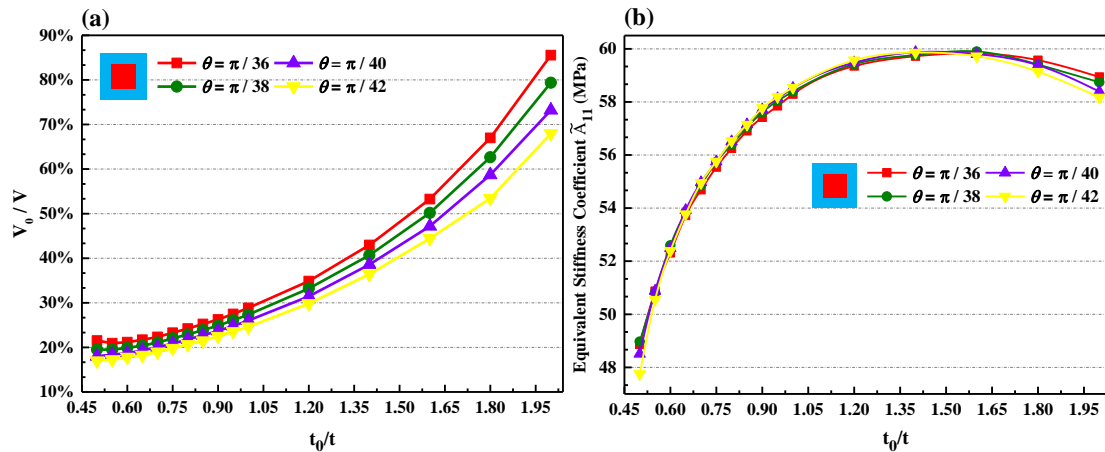 (a)
90%
80%
70%
60%
50%
40%
30%
20%
10%
V₀ / V
θ = π / 36
θ = π / 40
θ = π / 38
θ = π / 42
0.45 0.60 0.75 0.90 1.05 1.20 1.35 1.50 1.65 1.80 1.95
t₀/t
(b)
60
58
56
54
52
50
48
Equivalent Stiffness Coefficient Ã₁₁ (MPa)
θ = π / 36
θ = π / 40
θ = π / 38
θ = π / 42
0.45 0.60 0.75 0.90 1.05 1.20 1.35 1.50 1.65 1.80 1.95
t₀/t